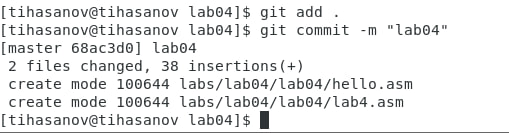 [tihasanov@tihasanov lab04]$ git add .
[tihasanov@tihasanov lab04]$ git commit -m "lab04"
[master 68ac3d0] lab04
 2 files changed, 38 insertions(+)
 create mode 100644 labs/lab04/lab04/hello.asm
 create mode 100644 labs/lab04/lab04/lab4.asm
[tihasanov@tihasanov lab04]$